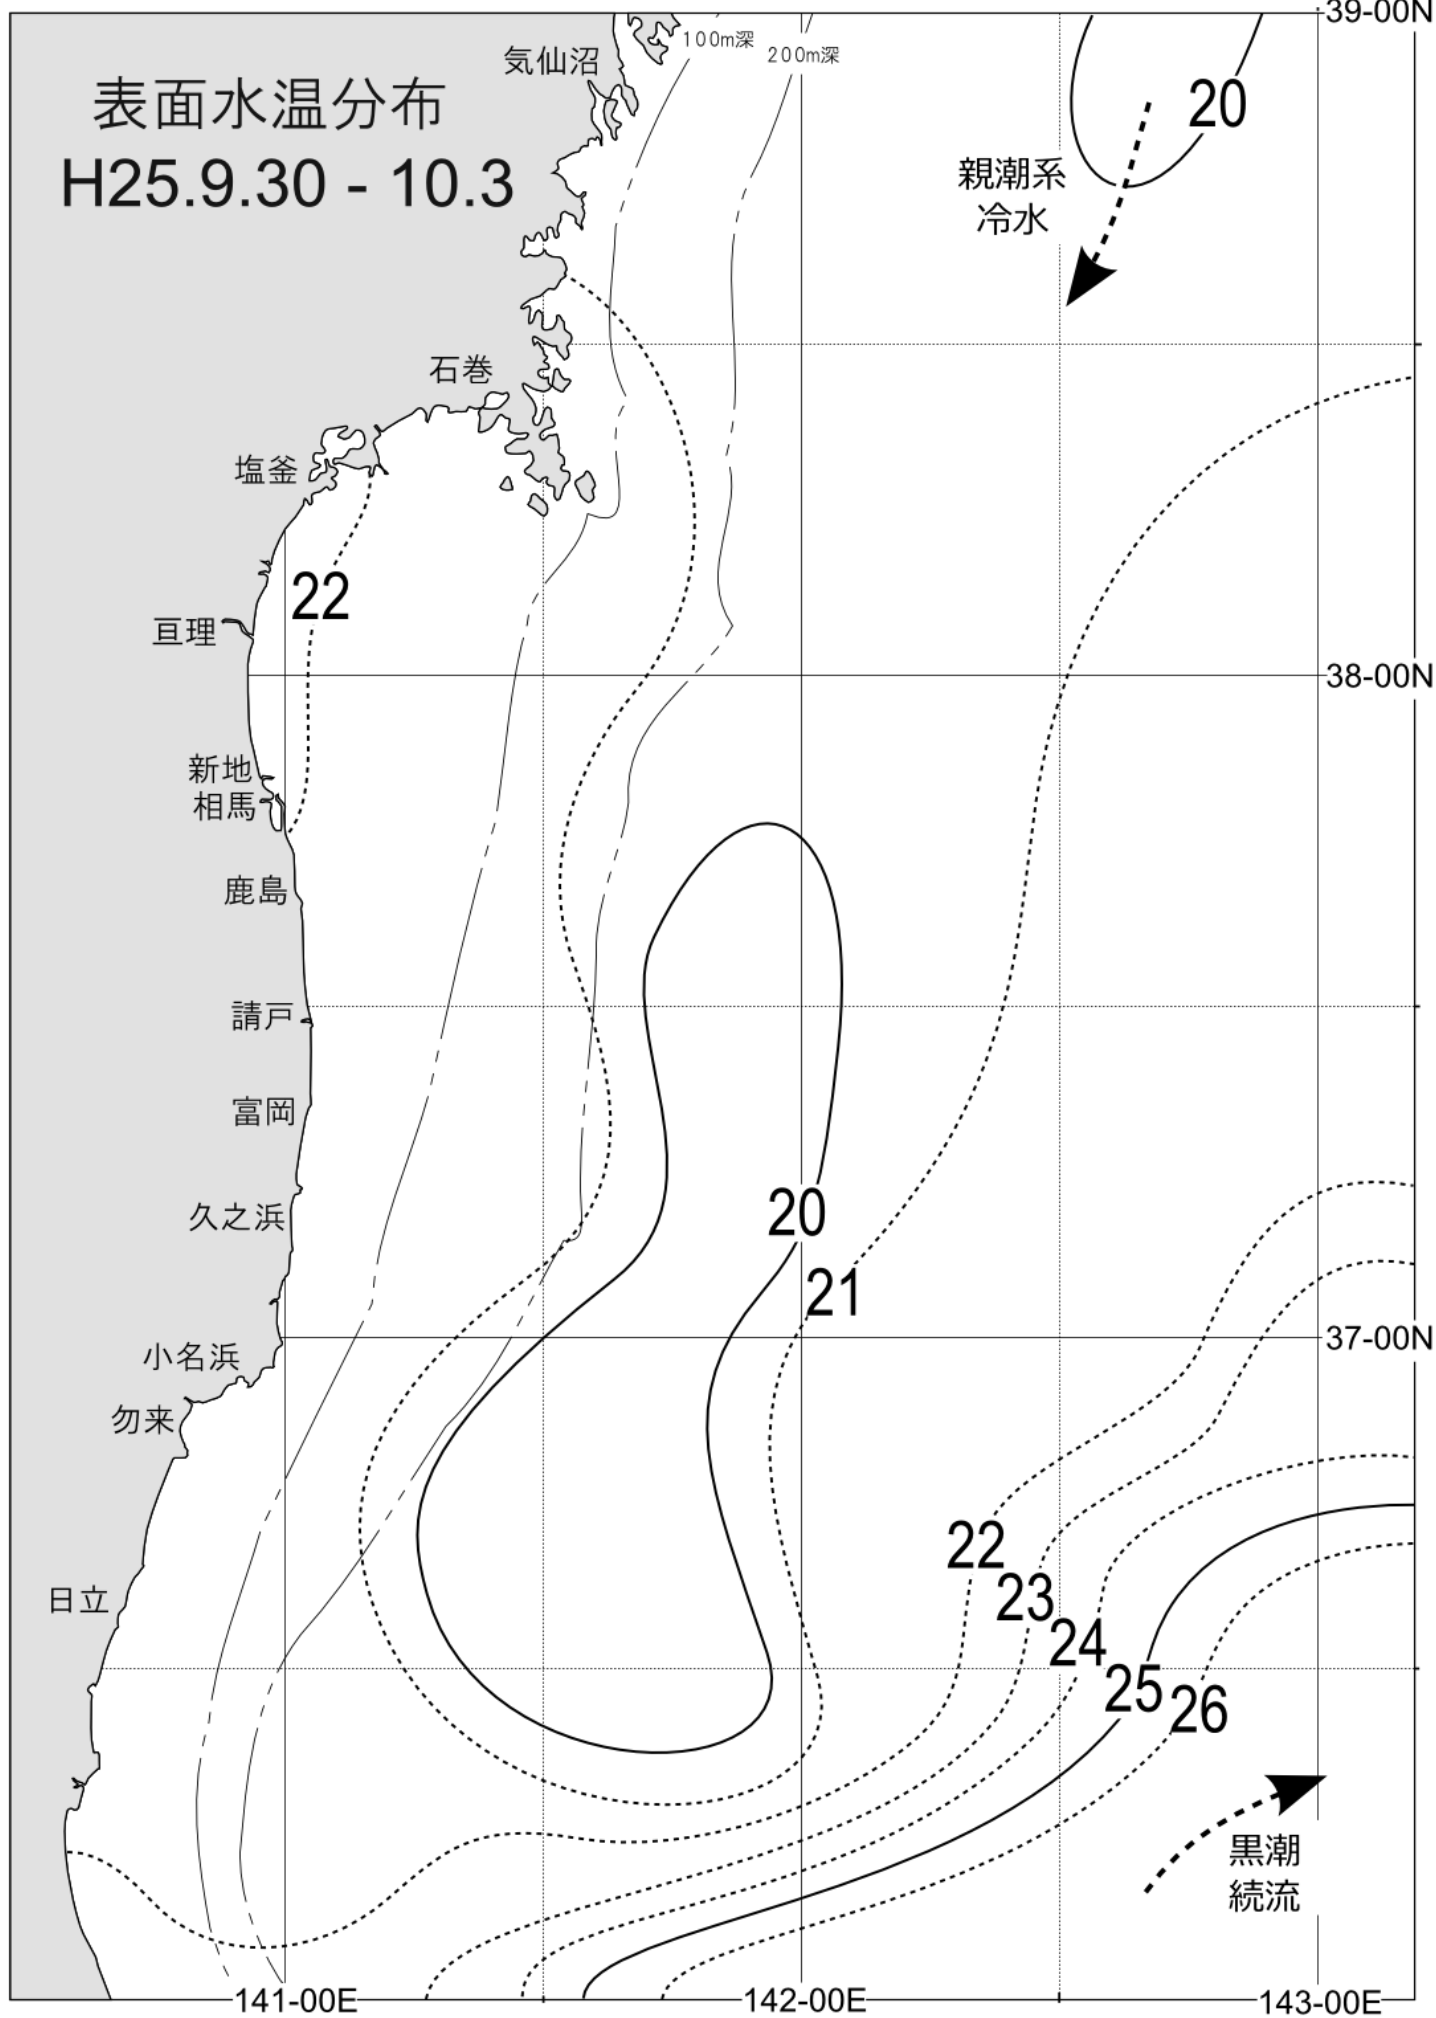 39-00N
100m深
200m深
気仙沼
表面水温分布
H25.9.30 - 10.3
20
親潮系
冷水
石巻
塩釜
22
亘理
38-00N
新地
相馬
鹿島
請戸
富岡
久之浜
20
21
37-00N
小名浜
勿来
22
23
日立
24
25
26
黒潮
続流
141-00E
142-00E
143-00E